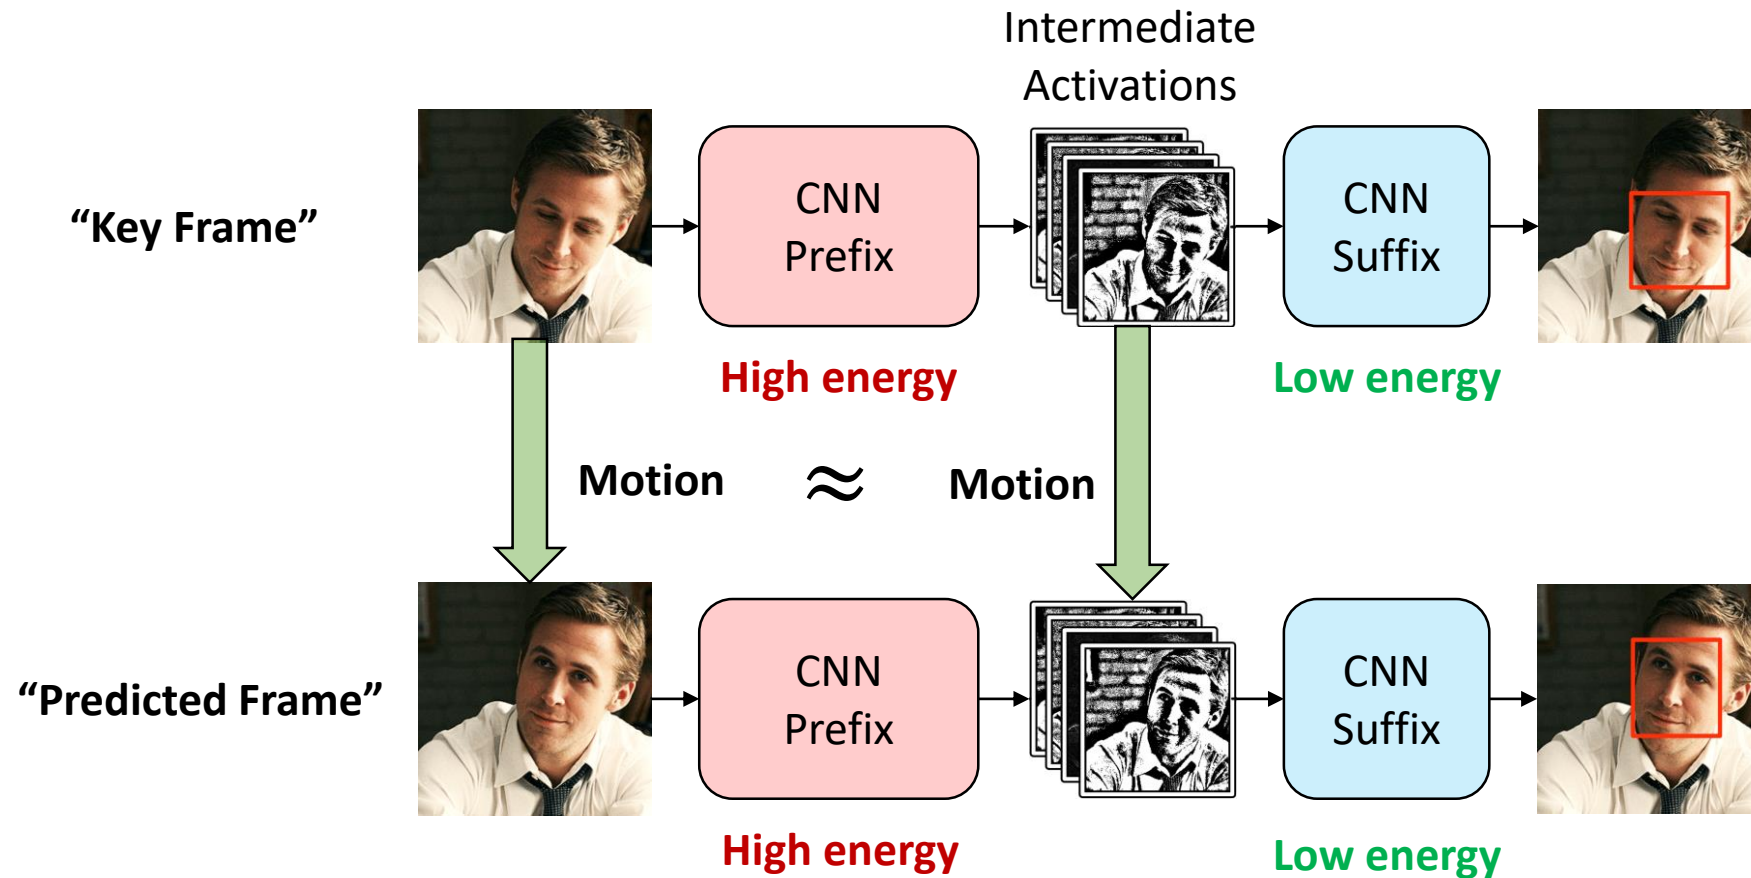 Intermediate
Activations
“Key Frame”
CNN
Prefix
CNN
Suffix
High energy
Low energy
Motion ≈ Motion
“Predicted Frame”
CNN
Prefix
CNN
Suffix
High energy
Low energy